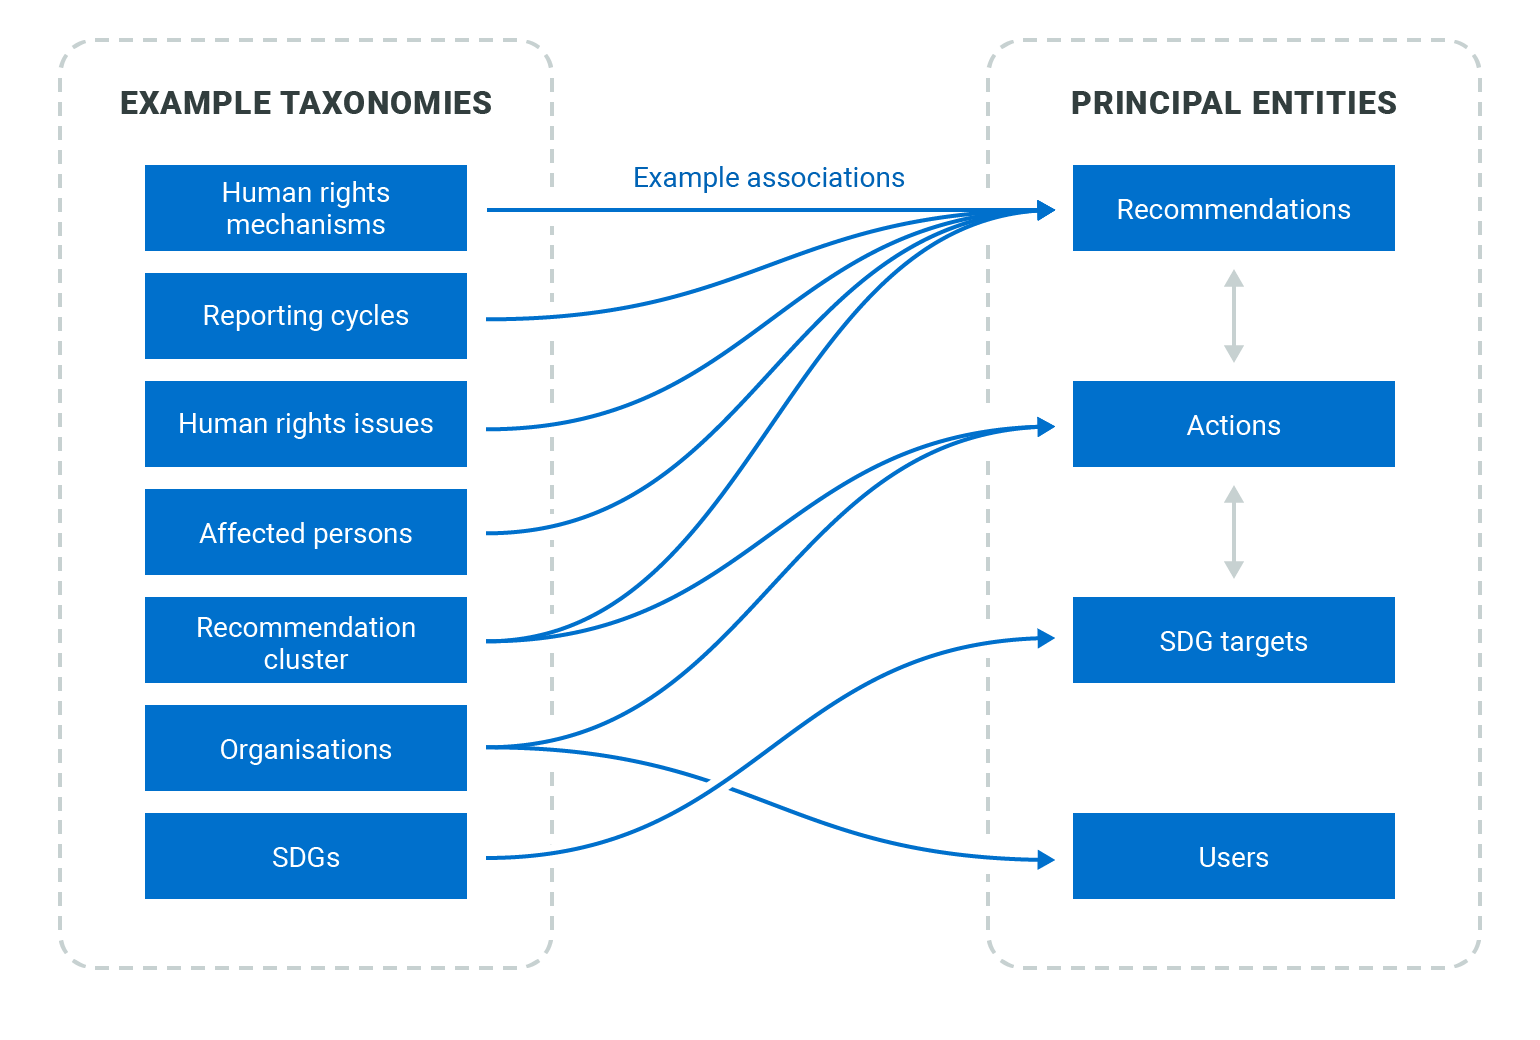 EXAMPLE TAXONOMIES
Human rights
mechanisms
Reporting cycles
Human rights issues
Affected persons
Recommendation
cluster
Organisations
SDGs
Example associations
PRINCIPAL ENTITIES
Recommendations
Actions
SDG targets
Users